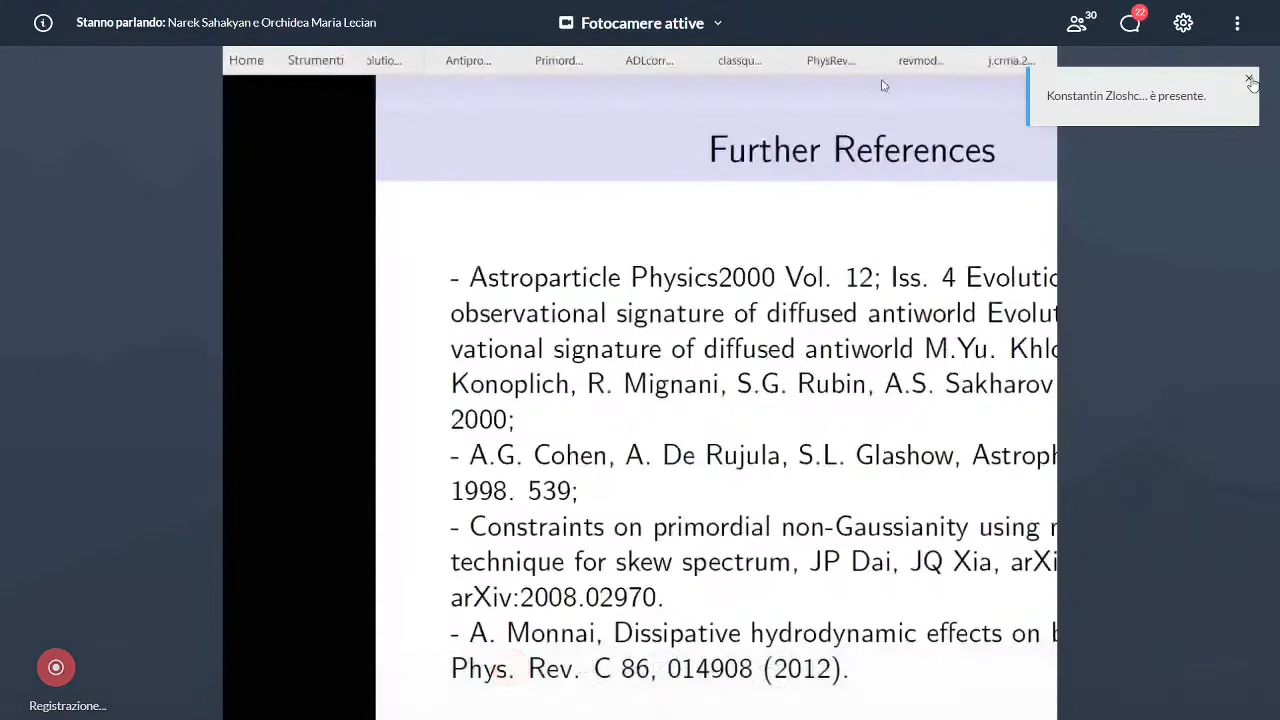 Stanno parlando: Narek Sahakyan e Orchidea Maria Lecian
Fotocamere attive
30
22
Home Strumenti olutio... Antipro... Primord... ADLcorr... classqu... PhysRev... revmod... j.crma.2...
Konstantin Zloshc... è presente.
Further References
- Astroparticle Physics2000 Vol. 12; Iss. 4 Evolutio
observational signature of diffused antiworld Evolut
vational signature of diffused antiworld M.Yu. Khlo
Konoplich, R. Mignani, S.G. Rubin, A.S. Sakharov
2000;
- A.G. Cohen, A. De Rujula, S.L. Glashow, Astroph
1998. 539;
- Constraints on primordial non-Gaussianity using
technique for skew spectrum, JP Dai, JQ Xia, arXi
arXiv:2008.02970.
- A. Monnai, Dissipative hydrodynamic effects on b
Phys. Rev. C 86, 014908 (2012).
Registrazione...